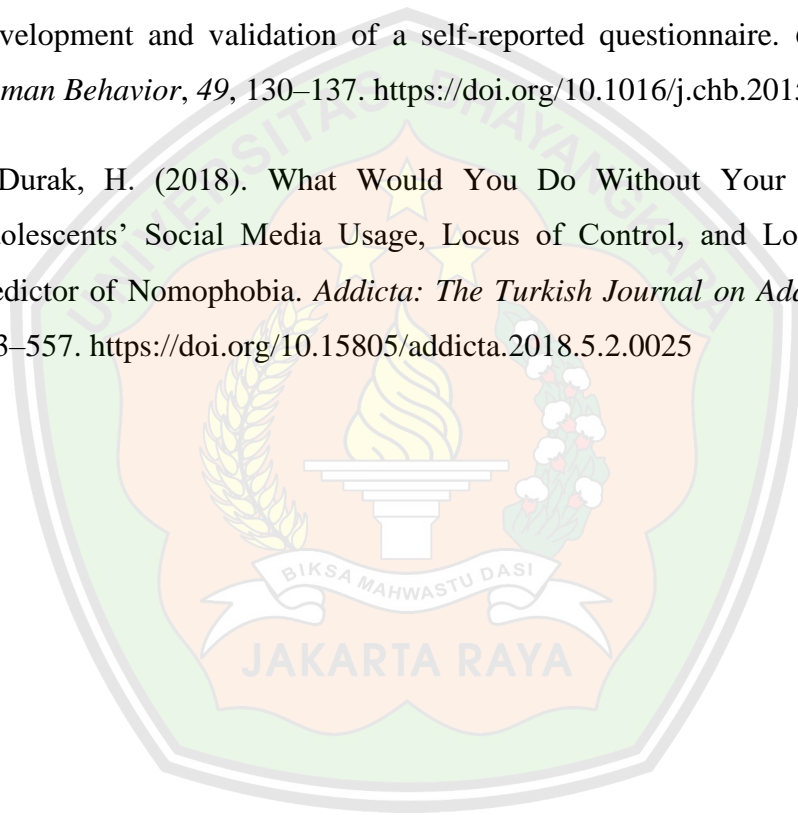 velopment and validation of a self-reported questionnaire.
man Behavior, 49, 130–137. https://doi.org/10.1016/j.chb.2015
Durak, H. (2018). What Would You Do Without Your
olescents’ Social Media Usage, Locus of Control, and Lo
edictor of Nomophobia. Addicta: The Turkish Journal on Add
3–557. https://doi.org/10.15805/addicta.2018.5.2.0025
UNIVERSITAS BHAYANGKARA
BIKSA MAHWASTU DASI
JAKARTA RAYA